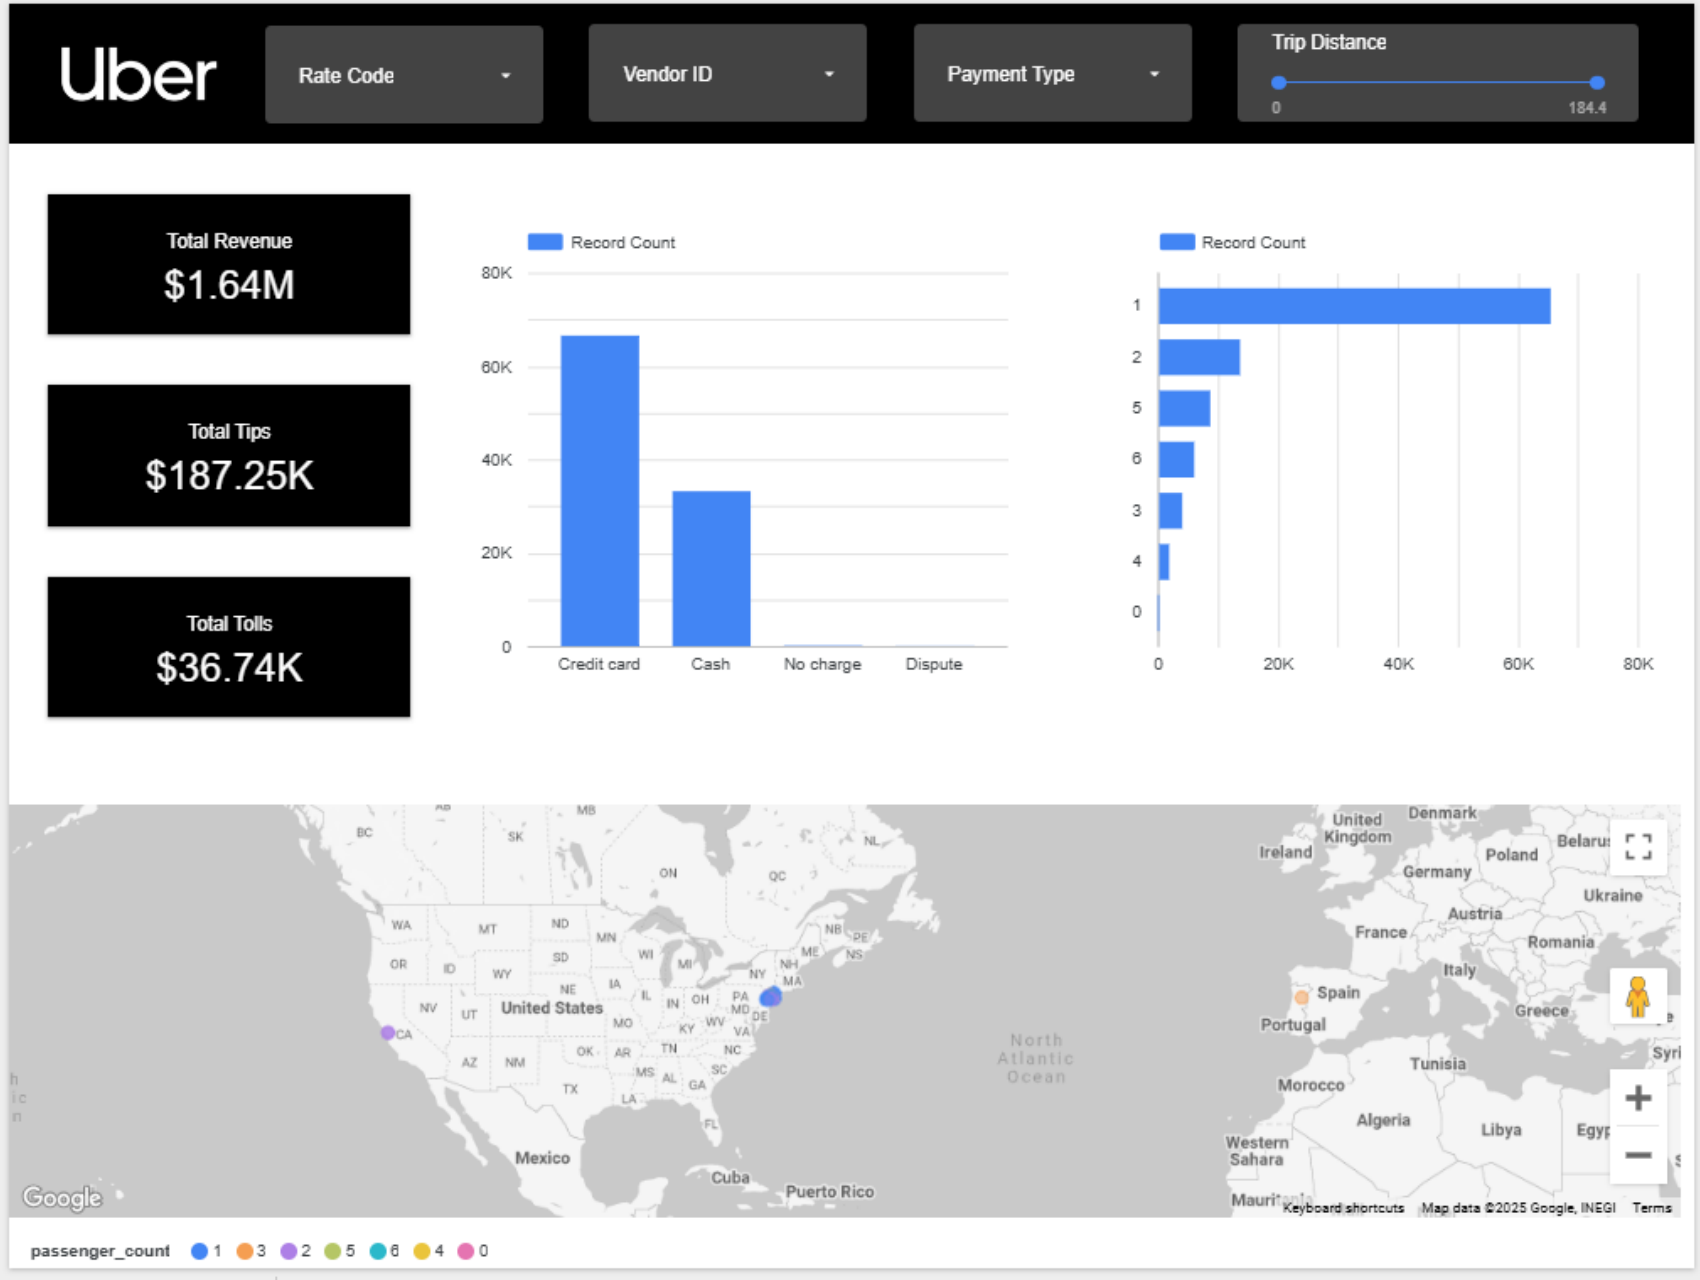 Uber
Rate Code
Vendor ID
Payment Type
Trip Distance
0
184.4
Total Revenue
$1.64M
Total Tips
$187.25K
Total Tolls
$36.74K
Record Count
80K
60K
40K
20K
0
Credit card
Cash
No charge
Dispute
Record Count
1
2
5
6
3
4
0
0
20K
40K
60K
80K
AB
MB
BC
SK
NL
ON
QC
WA
MT
ND
MN
NB
PE
OR
ID
WY
SD
WI
MI
ME
NS
NY
NH
MA
NE
IA
IL
IN
OH
PA
MD
DE
NV
UT
United States
MO
KY
WV
VA
CA
AZ
NM
OK
AR
TN
NC
MS
AL
SC
GA
TX
LA
FL
Mexico
Cuba
Puerto Rico
North
Atlantic
Ocean
United
Kingdom
Denmark
Ireland
Poland
Belarus
Germany
Ukraine
Austria
France
Romania
Italy
Spain
Portugal
Greece
Tunisia
Syri
Morocco
Algeria
Libya
Egyp
Western
Sahara
Mauritania
Google
Keyboard shortcuts
Map data ©2025 Google, INEGI
Terms
passenger_count 1 3 2 5 6 4 0